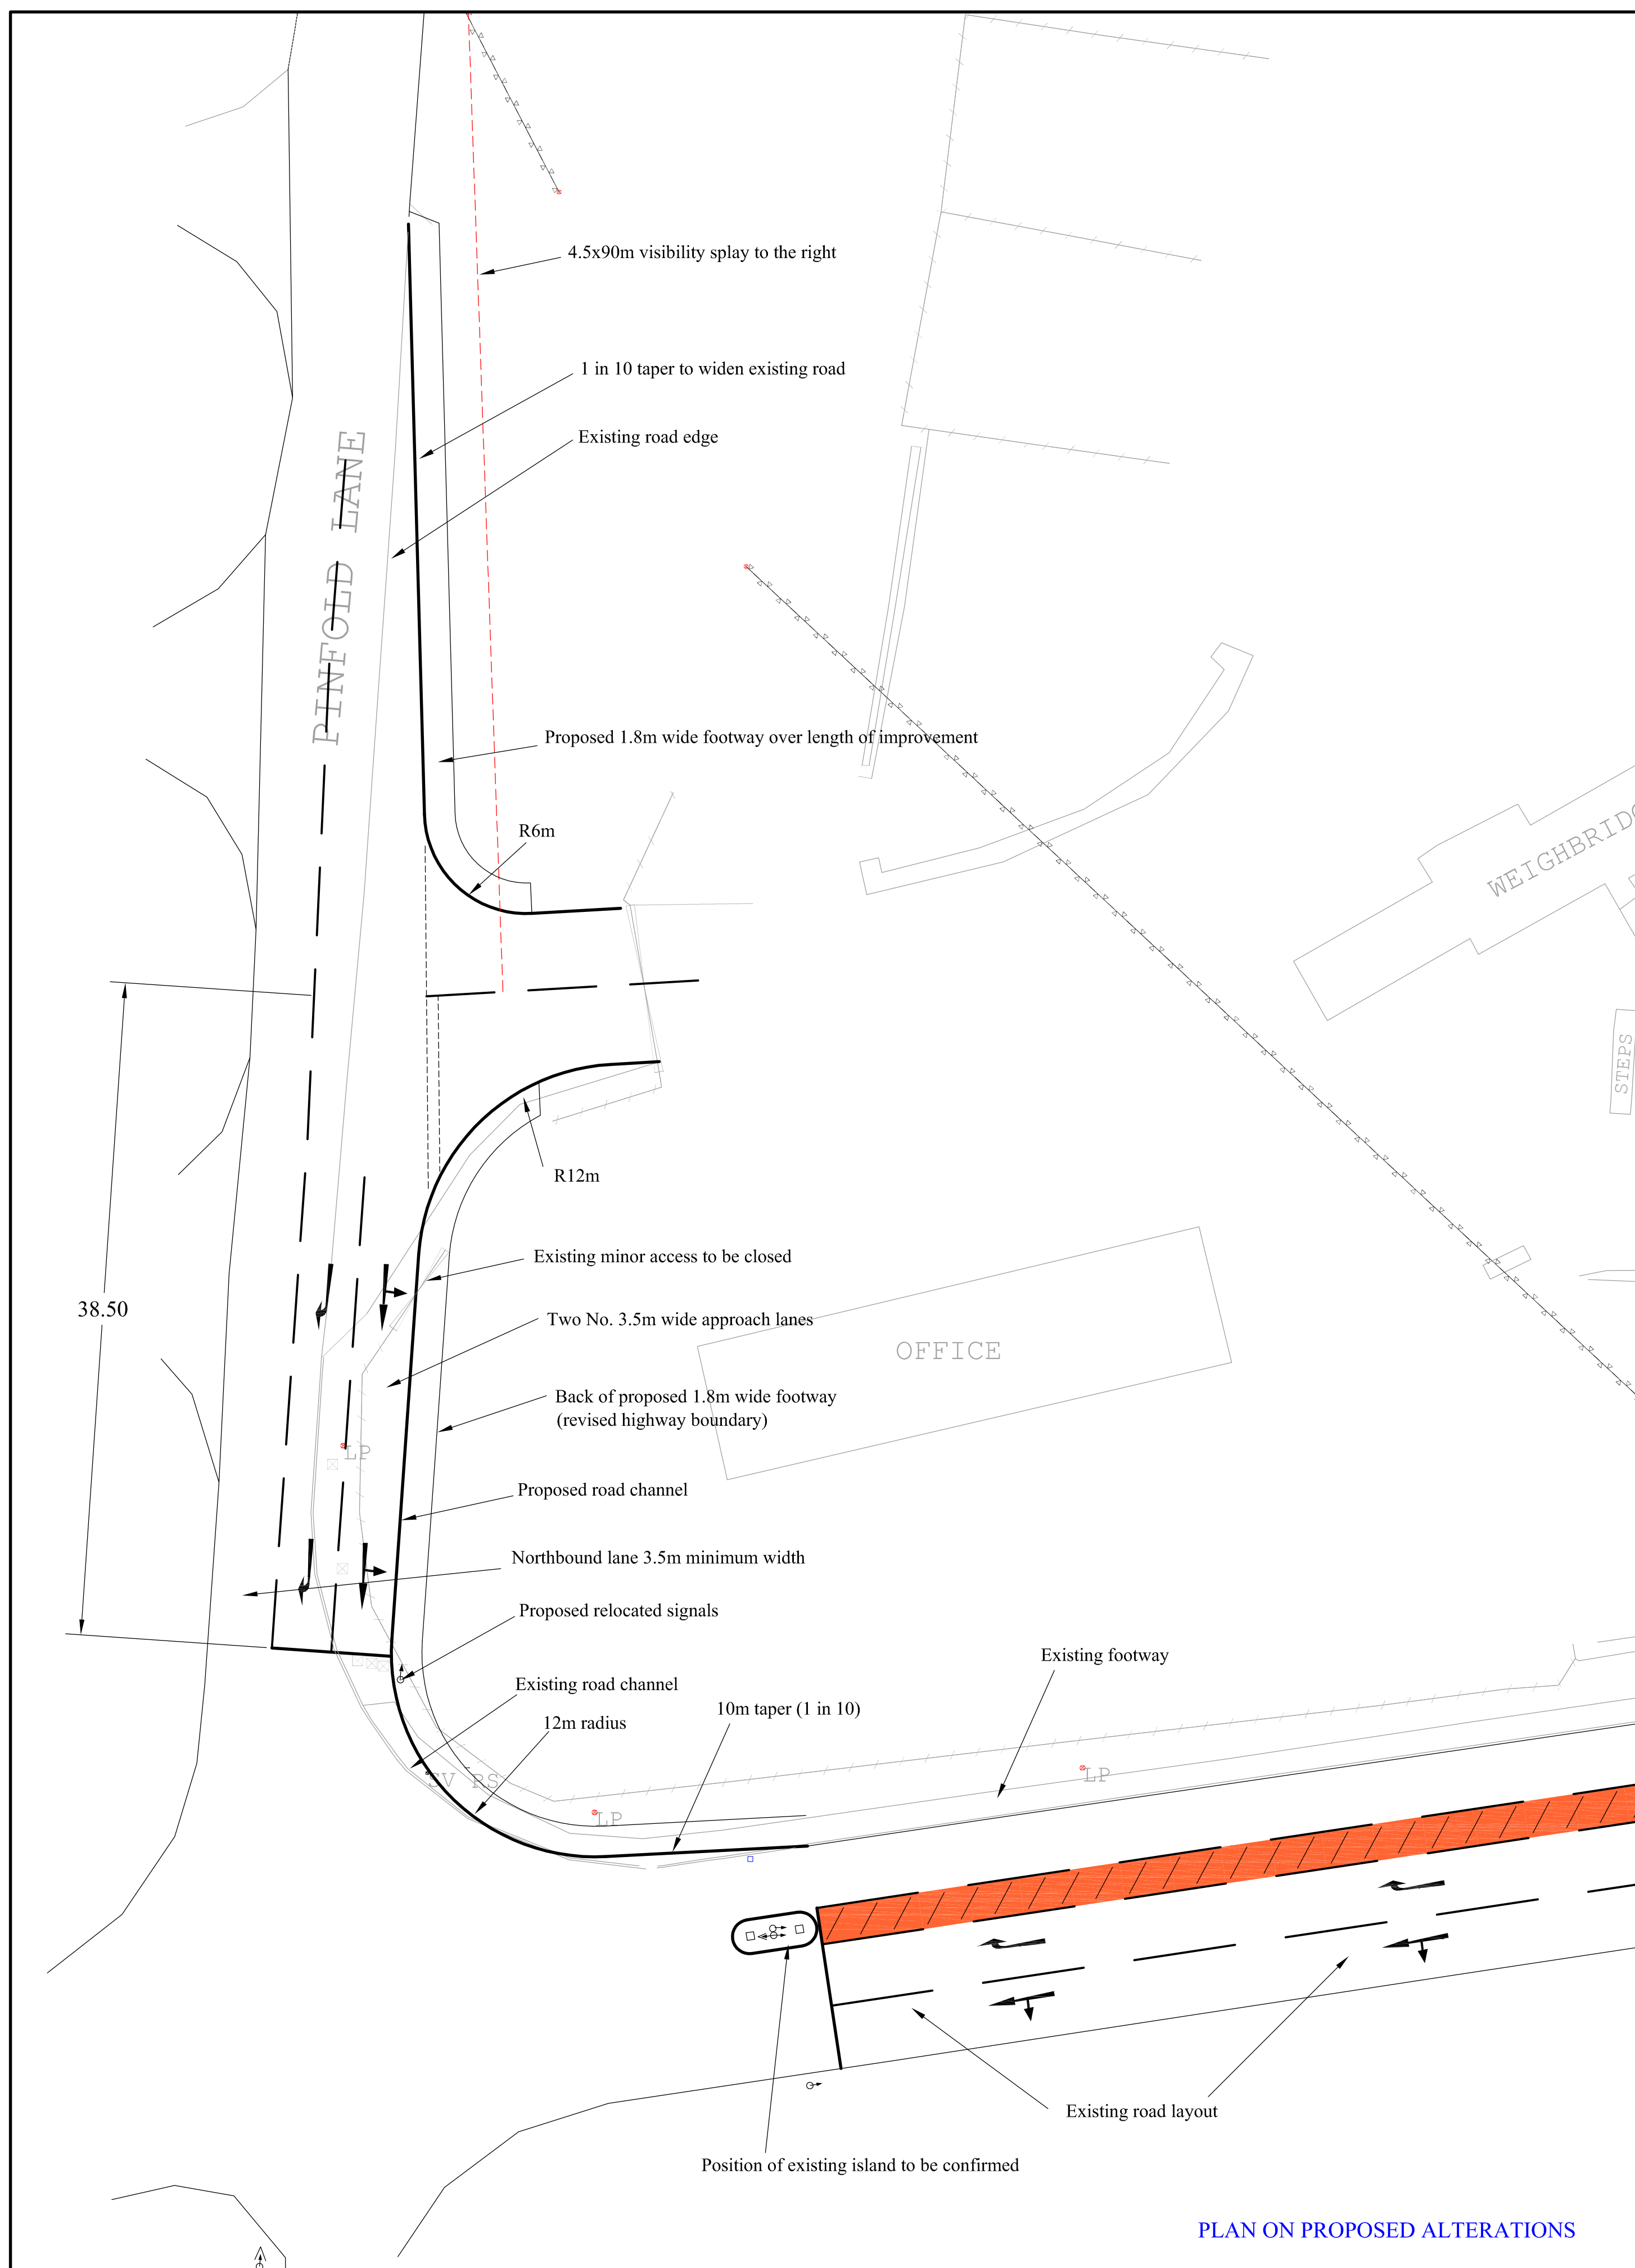 4.5x90m visibility splay to the right
1 in 10 taper to widen existing road
Existing road edge
PINFOLD LANE
Proposed 1.8m wide footway over length of improvement
R6m
WEIGHBRIDG
STEPS
R12m
Existing minor access to be closed
38.50
Two No. 3.5m wide approach lanes
OFFICE
Back of proposed 1.8m wide footway
(revised highway boundary)
LP
Proposed road channel
Northbound lane 3.5m minimum width
Proposed relocated signals
Existing footway
Existing road channel
10m taper (1 in 10)
12m radius
SV RS
LP
LP
Existing road layout
Position of existing island to be confirmed
PLAN ON PROPOSED ALTERATIONS